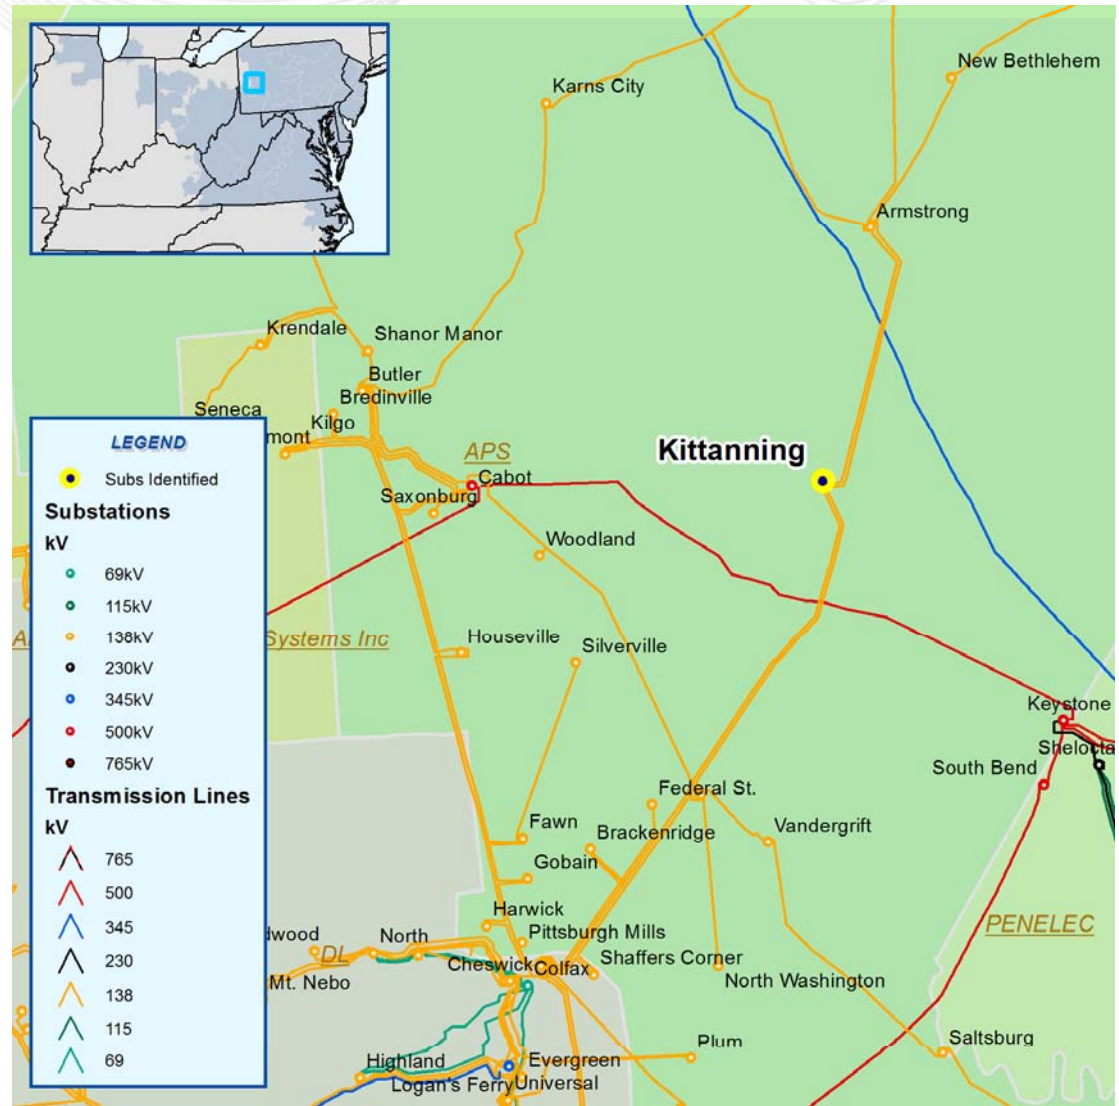 New Bethlehem
Karns City
Armstrong
Krendale
Shanor Manor
Butler
Bredinville
Seneca
Kilgo
mont
APS
Kittanning
Cabot
Saxonburg
Woodland
Systems Inc
Houseville
Silverville
Keystone
Shelocta
South Bend
Federal St.
Fawn
Brackenridge
Vandergrift
Gobain
Harwick
PENELEC
dwood
DL
North
Pittsburgh Mills
Shaffers Corner
Cheswick
Colfax
Mt. Nebo
North Washington
Saltsburg
Plum
Highland
Evergreen
Logan's Ferry
Universal
LEGEND
Subs Identified
Substations
kV
69kV
115kV
138kV
230kV
345kV
500kV
765kV
Transmission Lines
kV
765
500
345
230
138
115
69